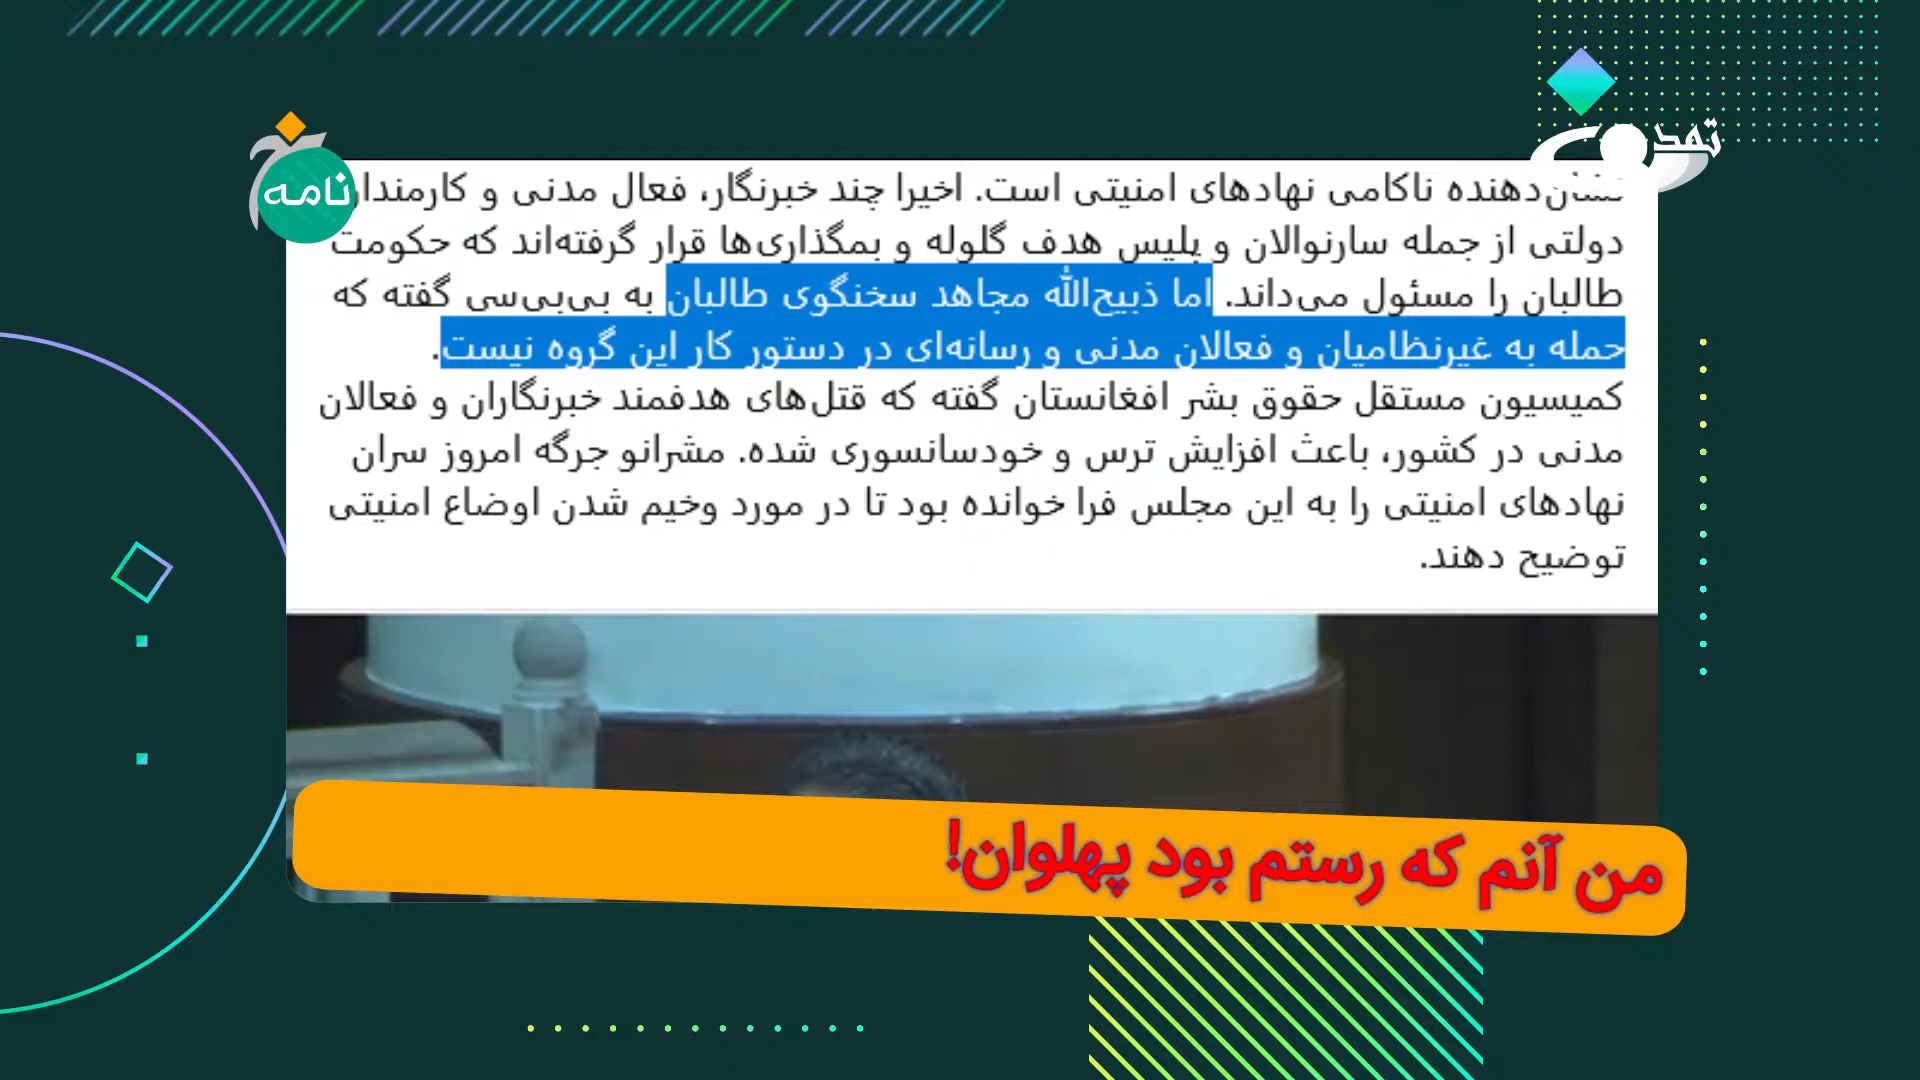 تمدن
نامه
نشان‌دهنده ناکامی نهادهای امنیتی است. اخیرا چند خبرنگار، فعال مدنی و کارمندان
دولتی از جمله سارنوالان و پلیس هدف گلوله و بمگذاری‌ها قرار گرفته‌اند که حکومت
طالبان را مسئول می‌داند. اما ذبیح‌الله مجاهد سخنگوی طالبان به بی‌بی‌سی گفته که
حمله به غیرنظامیان و فعالان مدنی و رسانه‌ای در دستور کار این گروه نیست.
کمیسیون مستقل حقوق بشر افغانستان گفته که قتل‌های هدفمند خبرنگاران و فعالان
مدنی در کشور، باعث افزایش ترس و خودسانسوری شده. مشرانو جرگه امروز سران
نهادهای امنیتی را به این مجلس فرا خوانده بود تا در مورد وخیم شدن اوضاع امنیتی
توضیح دهند.
من آنم که رستم بود پهلوان!